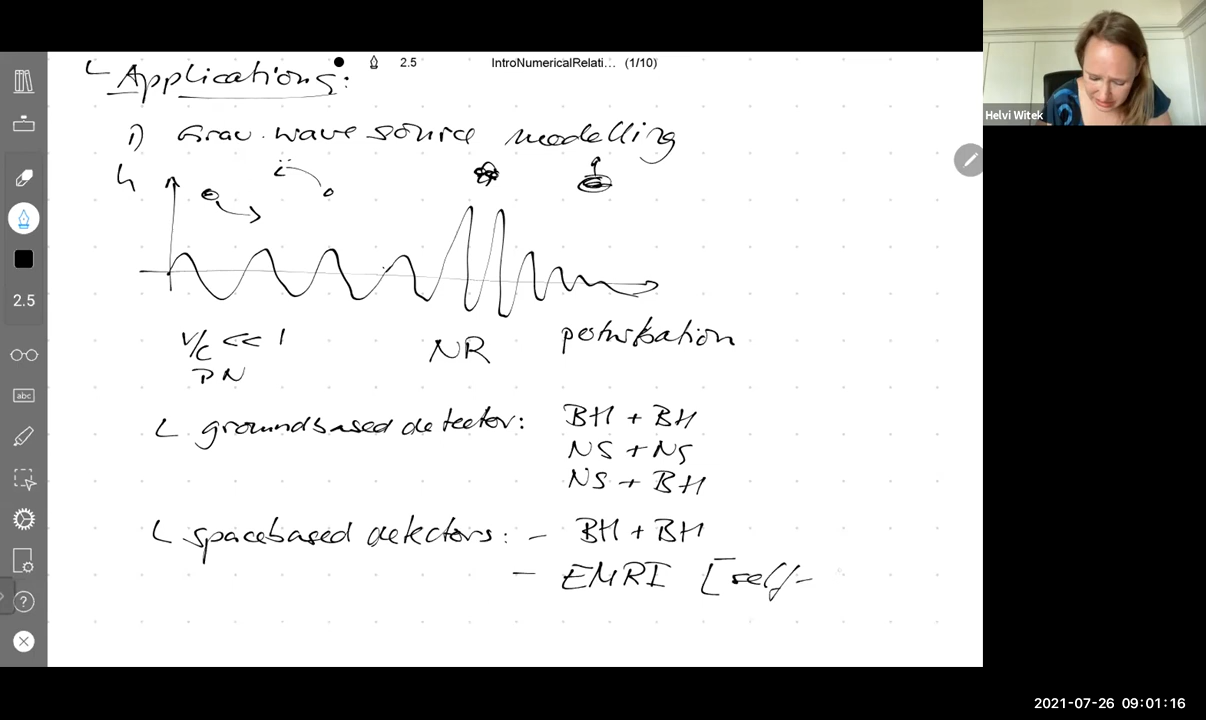 2.5
IntroNumericalRelati... (1/10)
Helvi Witek
Applications:
1) Grav. wave source modelling
h
2.5
v/c << 1
NR
perturbation
PN
abc
groundbased detector: BH + BH
NS + NS
NS + BH
spacebased detectors: - BH + BH
- EMRI [self-
?
2021-07-26 09:01:16